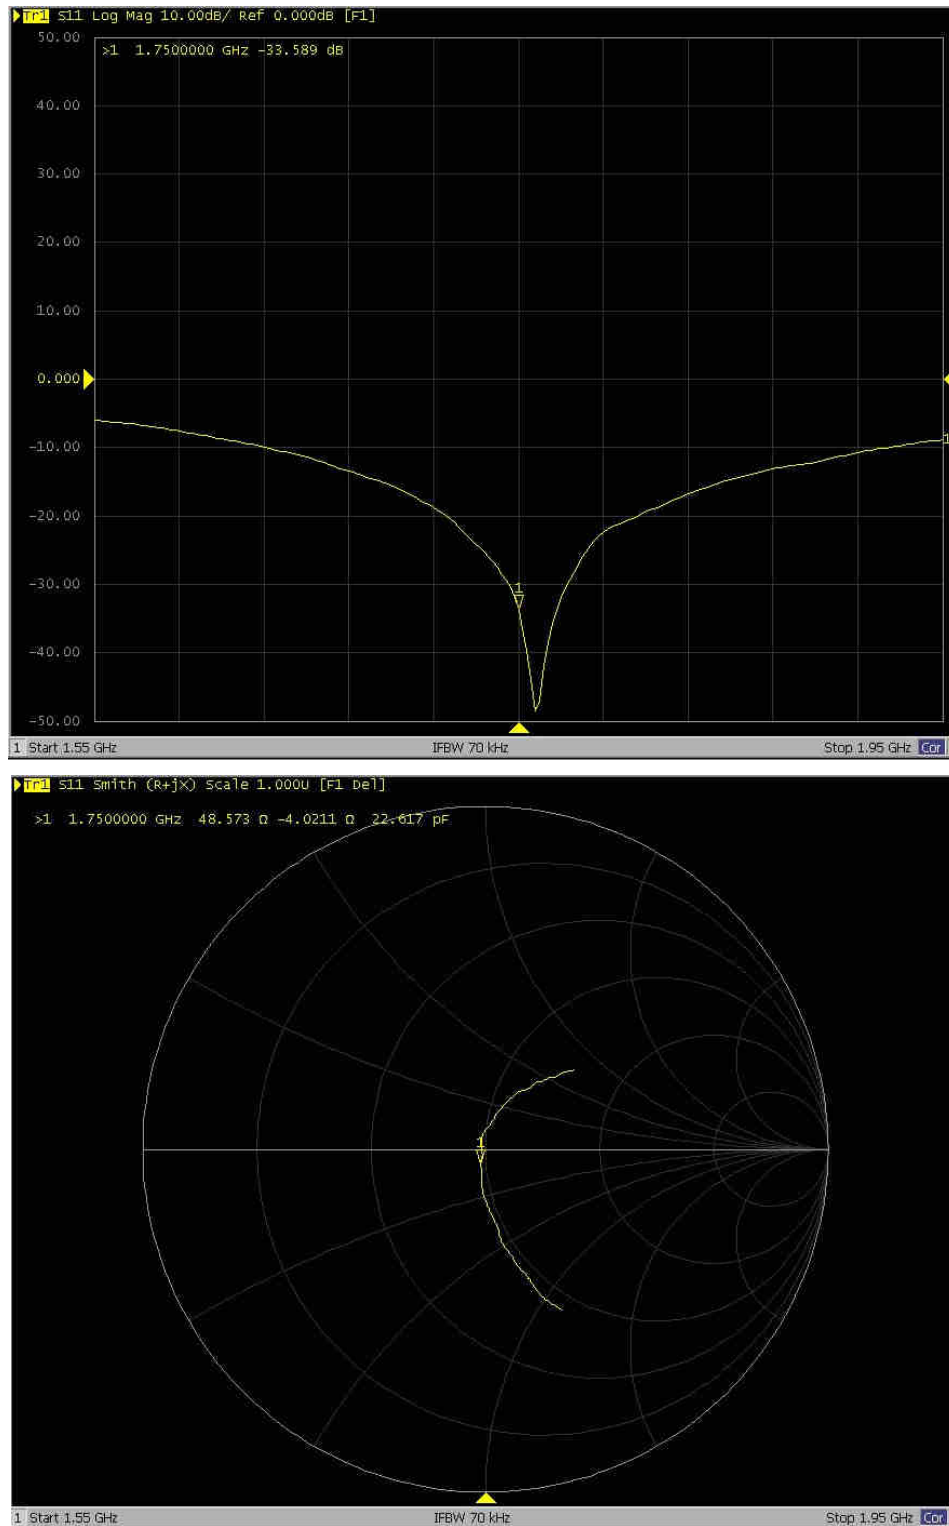 Tr1 S11 Log Mag 10.00dB/ Ref 0.000dB [F1]
50.00
>1 1.7500000 GHz -33.589 dB
40.00
30.00
20.00
10.00
0.000
-10.00
1
-20.00
-30.00
1
-40.00
-50.00
1 Start 1.55 GHz IFBW 70 kHz Stop 1.95 GHz Cor
Tr1 S11 Smith (R+jX) Scale 1.000U [F1 Del]
>1 1.7500000 GHz 48.573 Ω -4.0211 Ω 22.617 pF
1
1 Start 1.55 GHz IFBW 70 kHz Stop 1.95 GHz Cor